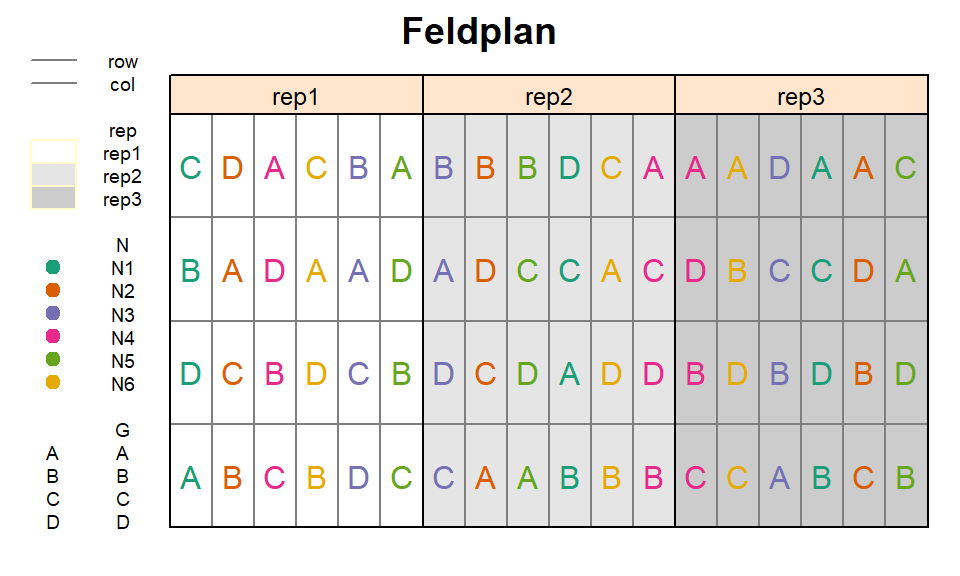 Feldplan
row
col
rep
rep1
rep2
rep3
N
N1
N2
N3
N4
N5
N6
G
A A
B B
C C
D D
rep1 rep2 rep3
C D A C B A B B B D C A A A D A A C
B A D A A D A D C C A C D B C C D A
D C B D C B D C D A D D B D B D B D
A B C B D C C A A B B B C C A B C B